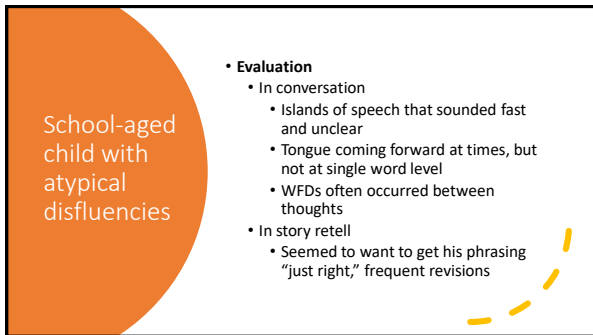 School-aged
child with
atypical
disfluencies
• Evaluation
• In conversation
• Islands of speech that sounded fast
and unclear
• Tongue coming forward at times, but
not at single word level
• WFDs often occurred between
thoughts
• In story retell
• Seemed to want to get his phrasing
“just right,” frequent revisions